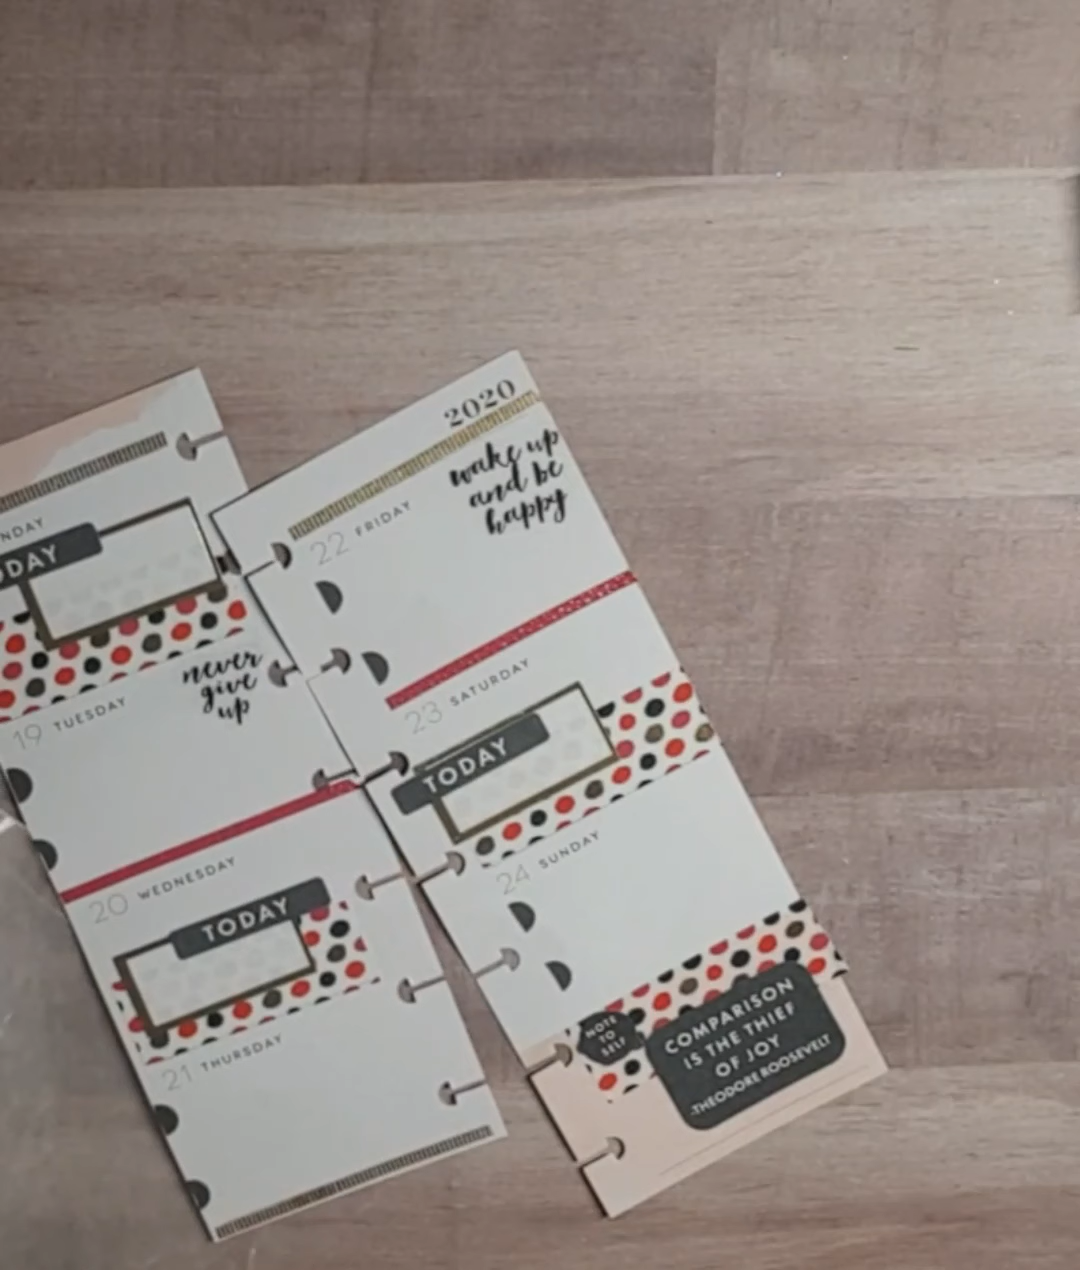 NDAY
ODAY
19 TUESDAY
never
give
up
20 WEDNESDAY
TODAY
21 THURSDAY
2020
wake up
and be
happy
22 FRIDAY
23 SATURDAY
TODAY
24 SUNDAY
NOTE
TO
SELF
COMPARISON
IS THE THIEF
OF JOY
-THEODORE ROOSEVELT